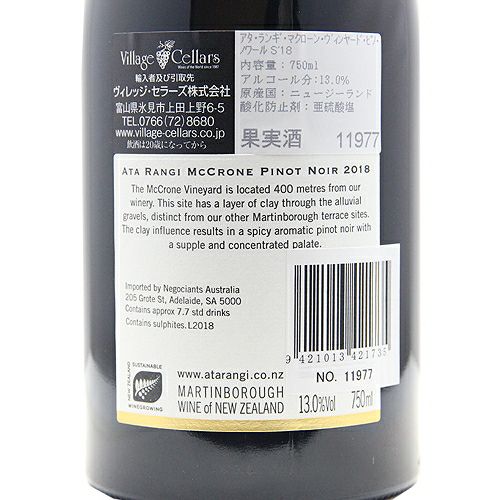 Village Cellars
Wines of the World since 1987
輸入者及び引取先
ヴィレッジ・セラーズ株式会社
富山県氷見市上田上野6-5
TEL.0766(72)8680
www.village-cellars.co.jp
飲酒は20歳になってから
アタ・ランギ・マクローン・ヴィンヤード・ピノ・
ノワール S'18
内容量:750ml
アルコール分:13.0%
原産国:ニュージーランド
酸化防止剤:亜硫酸塩
果実酒 11977
ATA RANGI MCCRONE PINOT NOIR 2018
The McCrone Vineyard is located 400 metres from our
winery. This site has a layer of clay through the alluvial
gravels, distinct from our other Martinborough terrace sites.
The clay influence results in a spicy aromatic pinot noir with
a supple and concentrated palate.
Imported by Negociants Australia
205 Grote St, Adelaide, SA 5000
Contains approx 7.7 std drinks
Contains sulphites.L2018
9 421013 421735
NO. 11977
NEW ZEALAND
SUSTAINABLE
WINEGROWING
www.atarangi.co.nz
MARTINBOROUGH
WINE of NEW ZEALAND
13.0%Vol 750ml